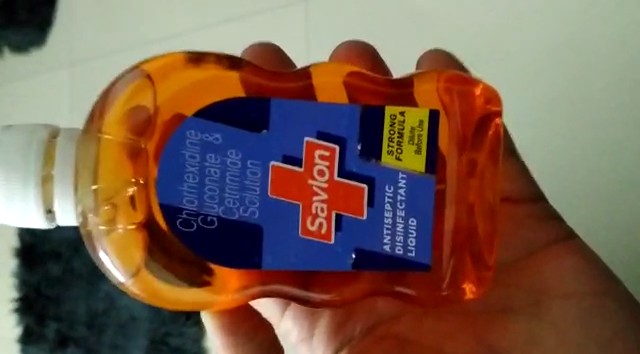 Chlorhexidine
Gluconate &
Cetrimide
Solution
Savlon
STRONG
FORMULA
Dilute
Before Use
ANTISEPTIC
DISINFECTANT
LIQUID